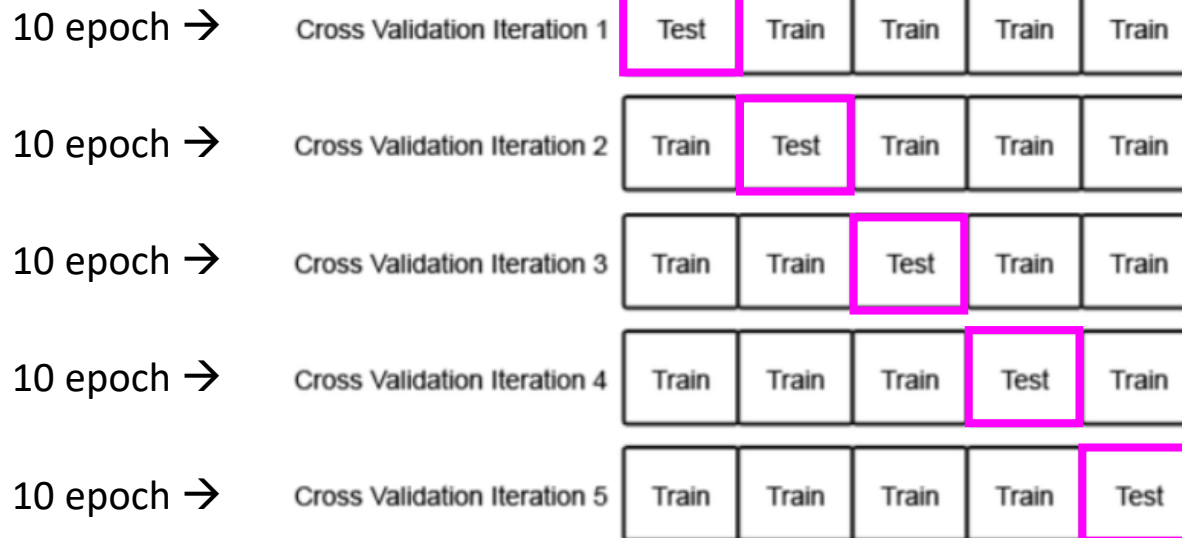 10 epoch → Cross Validation Iteration 1 Test Train Train Train Train
10 epoch → Cross Validation Iteration 2 Train Test Train Train Train
10 epoch → Cross Validation Iteration 3 Train Train Test Train Train
10 epoch → Cross Validation Iteration 4 Train Train Train Test Train
10 epoch → Cross Validation Iteration 5 Train Train Train Train Test